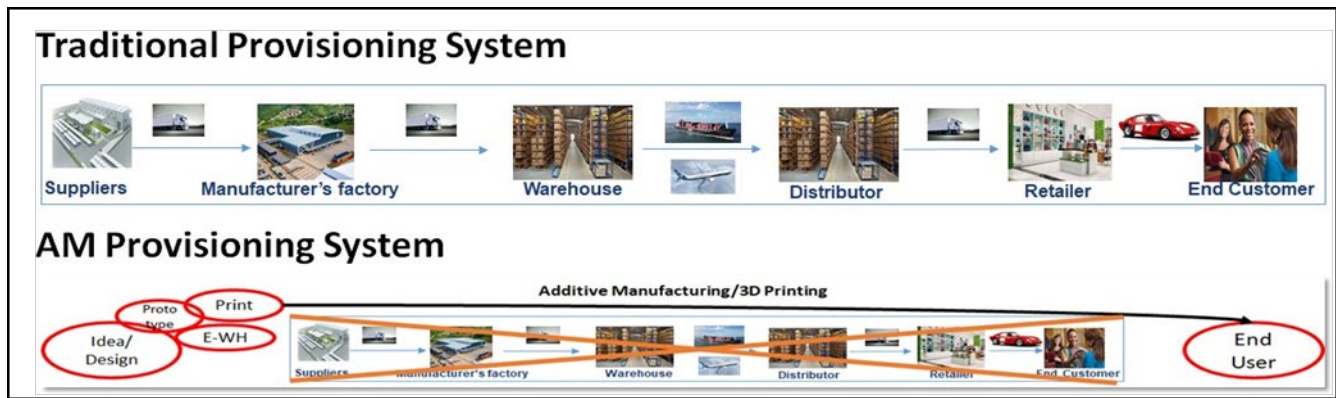 Traditional Provisioning System
Suppliers
Manufacturer's factory
Warehouse
Distributor
Retailer
End Customer
AM Provisioning System
Additive Manufacturing/3D Printing
Print
Proto
type
E-WH
Idea/
Design
End
User
Suppliers
Manufacturer's factory
Warehouse
Distributor
Retailer
End Customer